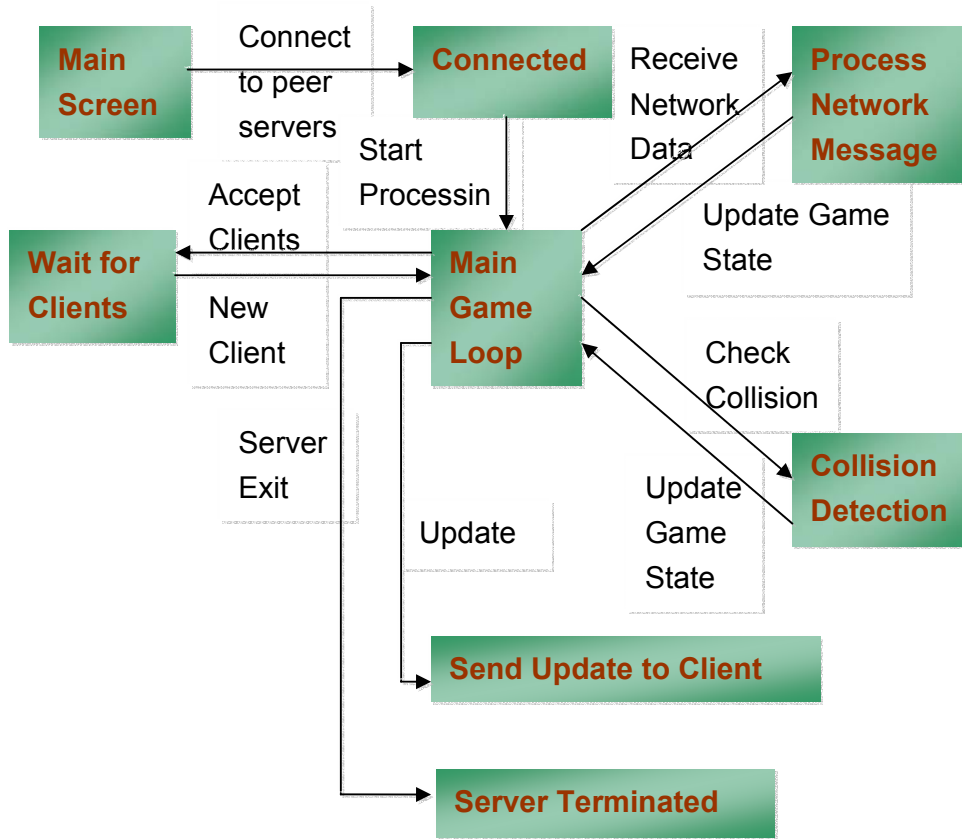 Main
Screen
Connect
to peer
servers
Connected
Receive
Network
Data
Process
Network
Message
Start
Processin
Accept
Clients
Update Game
State
Wait for
Clients
New
Client
Main
Game
Loop
Check
Collision
Server
Exit
Update
Update
Game
State
Collision
Detection
Send Update to Client
Server Terminated